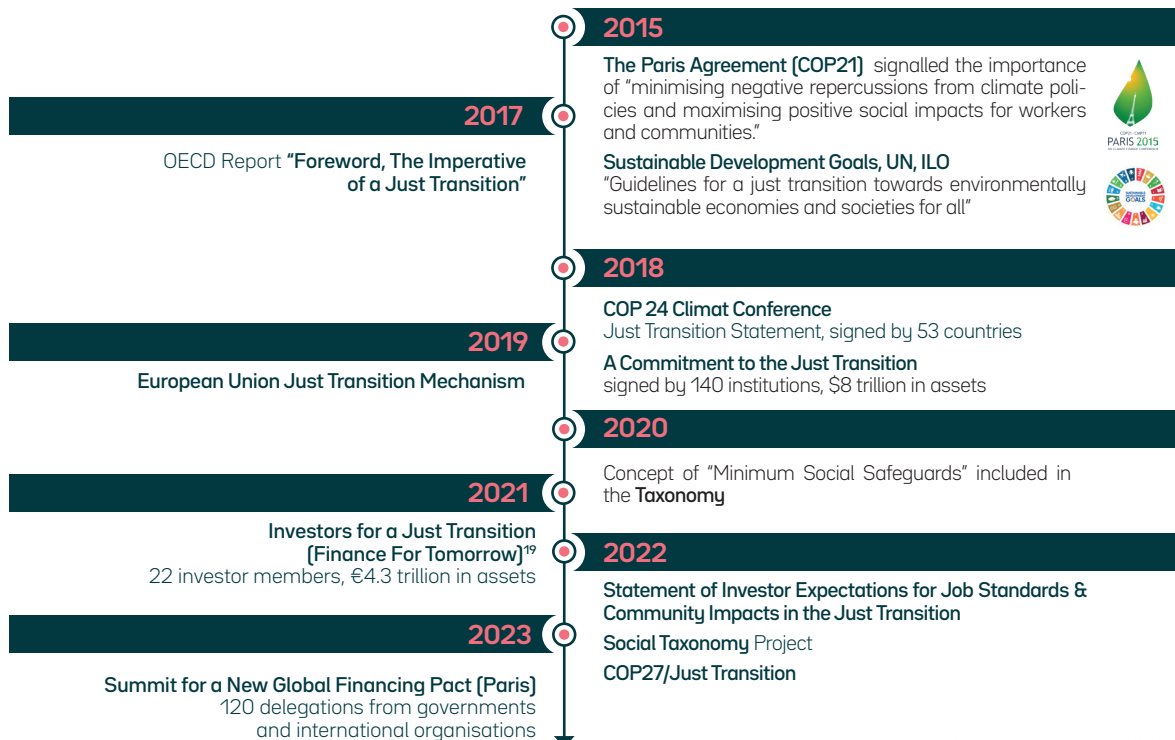 2015
The Paris Agreement (COP21) signalled the importance
of “minimising negative repercussions from climate poli-
cies and maximising positive social impacts for workers
and communities.”
PARIS 2015
Sustainable Development Goals, UN, ILO
“Guidelines for a just transition towards environmentally
sustainable economies and societies for all”
SUSTAINABLE
DEVELOPMENT
GOALS
2017
OECD Report “Foreword, The Imperative
of a Just Transition”
2018
COP 24 Climat Conference
Just Transition Statement, signed by 53 countries
A Commitment to the Just Transition
signed by 140 institutions, $8 trillion in assets
2019
European Union Just Transition Mechanism
2020
Concept of “Minimum Social Safeguards” included in
the Taxonomy
2021
Investors for a Just Transition
(Finance For Tomorrow)¹⁹
22 investor members, €4.3 trillion in assets
2022
Statement of Investor Expectations for Job Standards &
Community Impacts in the Just Transition
Social Taxonomy Project
COP27/Just Transition
2023
Summit for a New Global Financing Pact (Paris)
120 delegations from governments
and international organisations